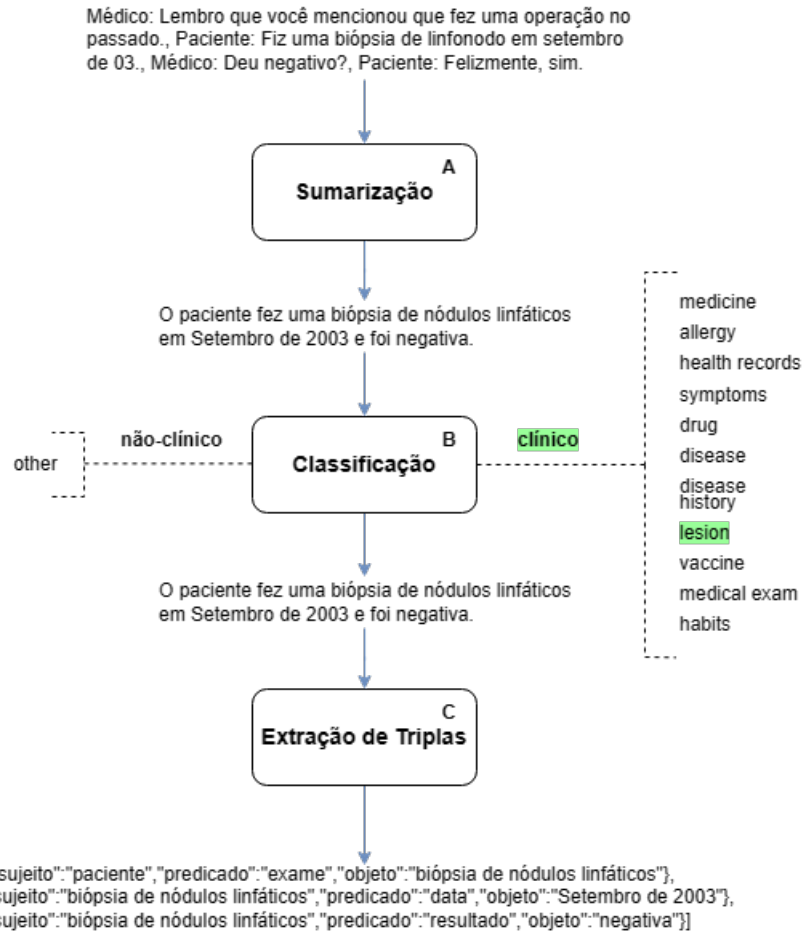 Médico: Lembro que você mencionou que fez uma operação no
passado., Paciente: Fiz uma biópsia de linfonodo em setembro
de 03., Médico: Deu negativo?, Paciente: Felizmente, sim.
A
Sumarização
O paciente fez uma biópsia de nódulos linfáticos
em Setembro de 2003 e foi negativa.
B
Classificação
não-clínico
other
clínico
medicine
allergy
health records
symptoms
drug
disease
disease
history
lesion
vaccine
medical exam
habits
O paciente fez uma biópsia de nódulos linfáticos
em Setembro de 2003 e foi negativa.
C
Extração de Triplas
sujeito":"paciente","predicado":"exame","objeto":"biópsia de nódulos linfáticos"},
sujeito":"biópsia de nódulos linfáticos","predicado":"data","objeto":"Setembro de 2003"},
sujeito":"biópsia de nódulos linfáticos","predicado":"resultado","objeto":"negativa"}]